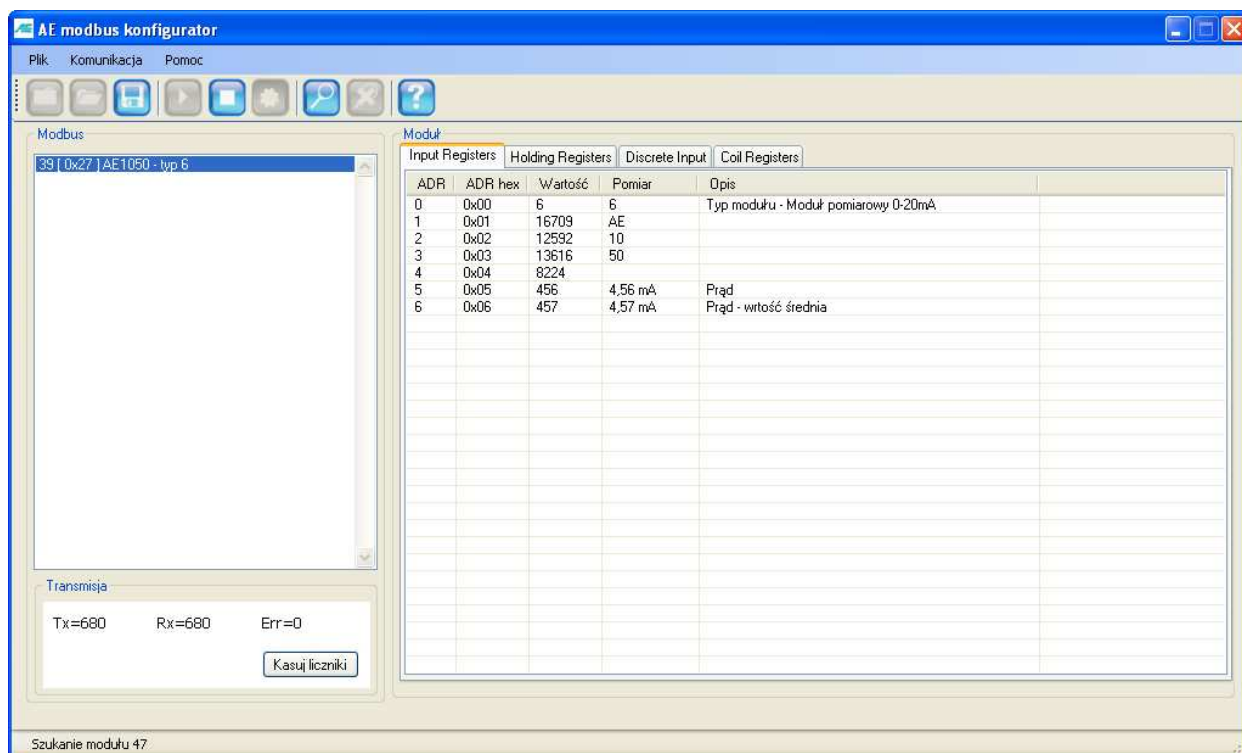 AE modbus konfigurator
Plik Komunikacja Pomoc
Modbus
39 [ 0x27 ] AE1050 - typ 6
Transmisja
Tx=680 Rx=680 Err=0
Kasuj liczniki
Moduł
Input Registers Holding Registers Discrete Input Coil Registers
ADR ADR hex Wartość Pomiar Opis
0 0x00 6 6 Typ modułu - Moduł pomiarowy 0-20mA
1 0x01 16709 AE
2 0x02 12592 10
3 0x03 13616 50
4 0x04 8224
5 0x05 456 4,56 mA Prąd
6 0x06 457 4,57 mA Prąd - wrtość średnia
Szukanie modułu 47